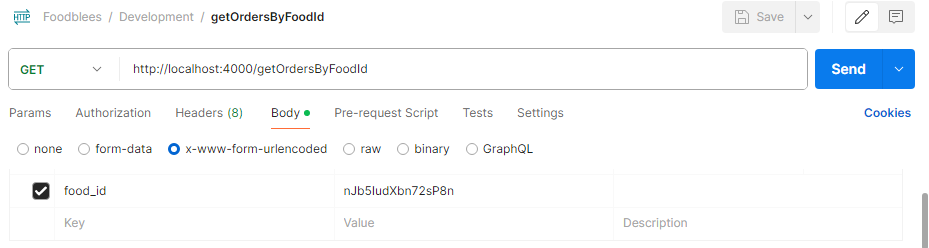 HTTP Foodblees / Development / getOrdersByFoodId Save
GET http://localhost:4000/getOrdersByFoodId Send
Params Authorization Headers (8) Body Pre-request Script Tests Settings Cookies
none form-data x-www-form-urlencoded raw binary GraphQL
food_id nJb5IudXbn72sP8n
Key Value Description